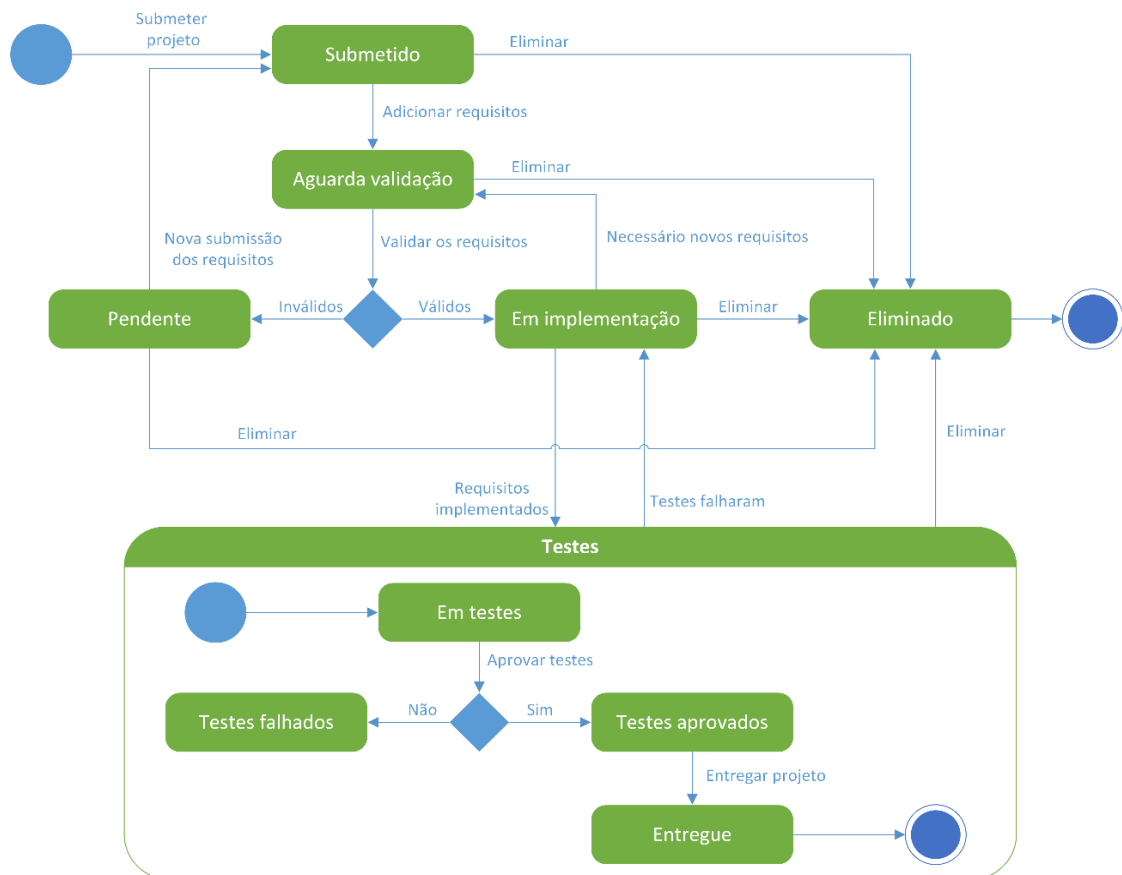 Submeter
projeto
Submetido
Eliminar
Adicionar requisitos
Aguarda validação
Eliminar
Nova submissão
dos requisitos
Validar os requisitos
Necessário novos requisitos
Pendente
Inválidos
Válidos
Em implementação
Eliminar
Eliminado
Eliminar
Eliminar
Requisitos
implementados
Testes falharam
Testes
Em testes
Aprovar testes
Testes falhados
Não
Sim
Testes aprovados
Entregar projeto
Entregue